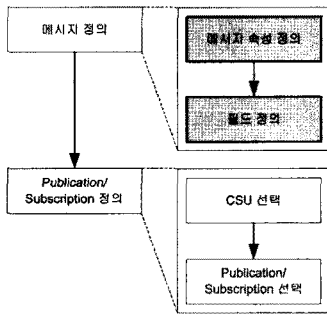 메시지 정의
메시지 속성 정의
필드 정의
Publication/
Subscription 정의
CSU 선택
Publication/
Subscription 선택